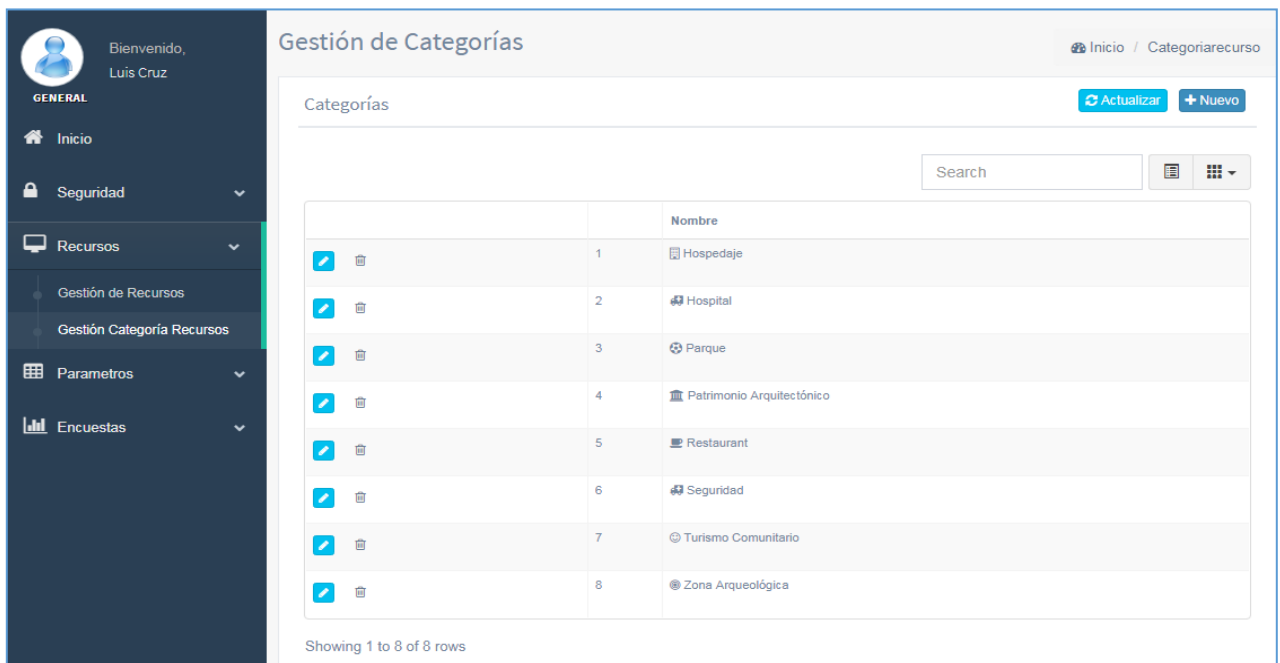 Bienvenido,
Luis Cruz
GENERAL
Inicio
Seguridad
Recursos
Gestión de Recursos
Gestión Categoría Recursos
Parametros
Encuestas
Gestión de Categorías
Inicio / Categoriarecurso
Categorías
Actualizar
Nuevo
Search
Nombre
1 Hospedaje
2 Hospital
3 Parque
4 Patrimonio Arquitectónico
5 Restaurant
6 Seguridad
7 Turismo Comunitario
8 Zona Arqueológica
Showing 1 to 8 of 8 rows